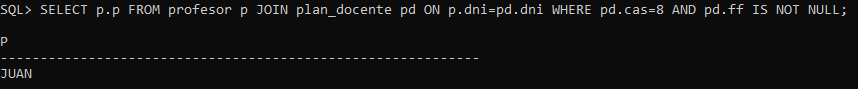 SQL> SELECT p.p FROM profesor p JOIN plan_docente pd ON p.dni=pd.dni WHERE pd.cas=8 AND pd.ff IS NOT NULL;
P
------------------------------------------------------------
JUAN